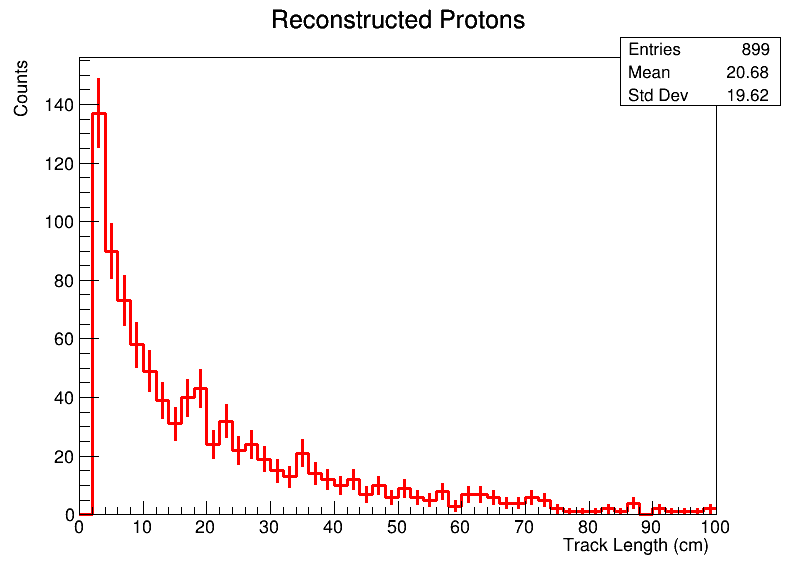 Reconstructed Protons
Entries 899
Mean 20.68
Std Dev 19.62
Counts
140
120
100
80
60
40
20
0
0 10 20 30 40 50 60 70 80 90 100
Track Length (cm)